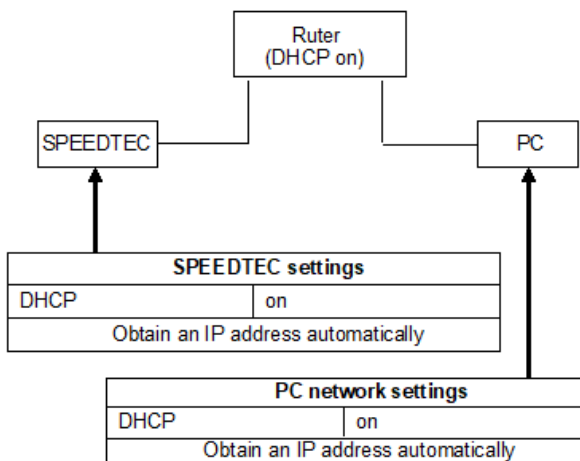 Ruter
(DHCP on)
SPEEDTEC
PC
SPEEDTEC settings
DHCP on
Obtain an IP address automatically
PC network settings
DHCP on
Obtain an IP address automatically